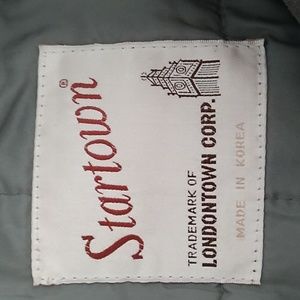 Startown®
TRADEMARK OF
LONDONTOWN CORP.
MADE IN KOREA